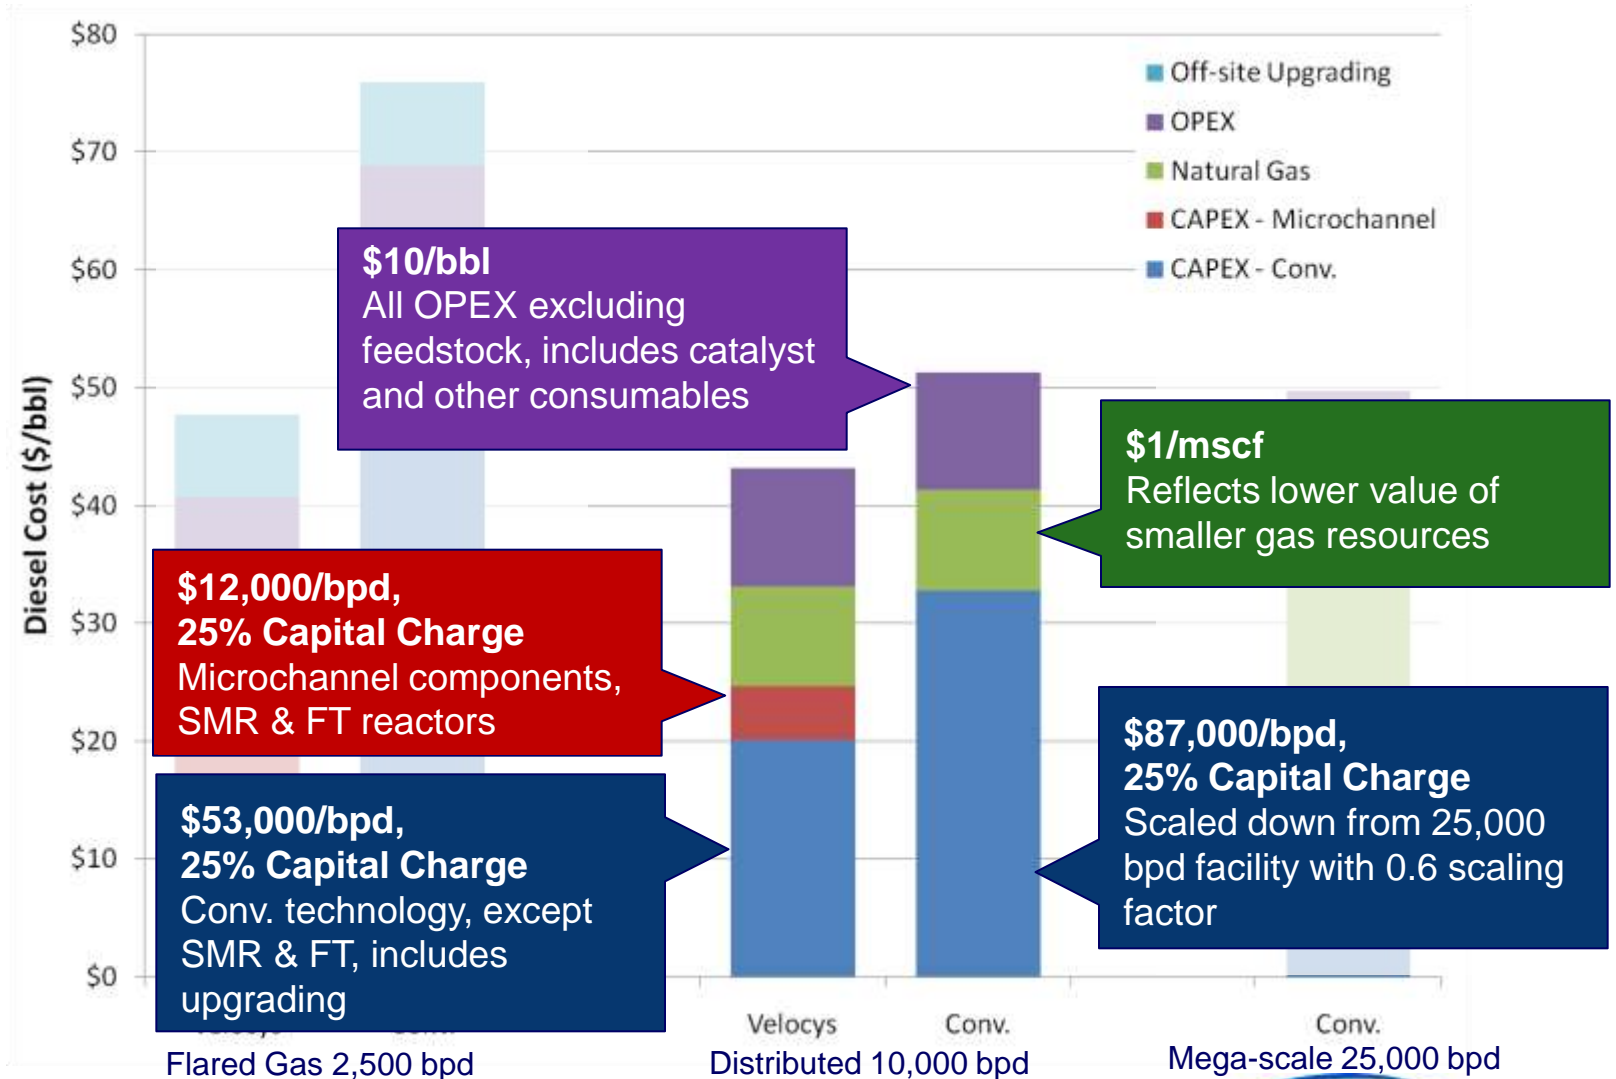 $80
$70
$60
$50
$40
$30
$20
$10
$0
Diesel Cost ($/bbl)
Off-site Upgrading
OPEX
Natural Gas
CAPEX - Microchannel
CAPEX - Conv.
$10/bbl
All OPEX excluding
feedstock, includes catalyst
and other consumables
$1/mscf
Reflects lower value of
smaller gas resources
$12,000/bpd,
25% Capital Charge
Microchannel components,
SMR & FT reactors
$53,000/bpd,
25% Capital Charge
Conv. technology, except
SMR & FT, includes
upgrading
$87,000/bpd,
25% Capital Charge
Scaled down from 25,000
bpd facility with 0.6 scaling
factor
Velocys
Conv.
Conv.
Flared Gas 2,500 bpd
Distributed 10,000 bpd
Mega-scale 25,000 bpd